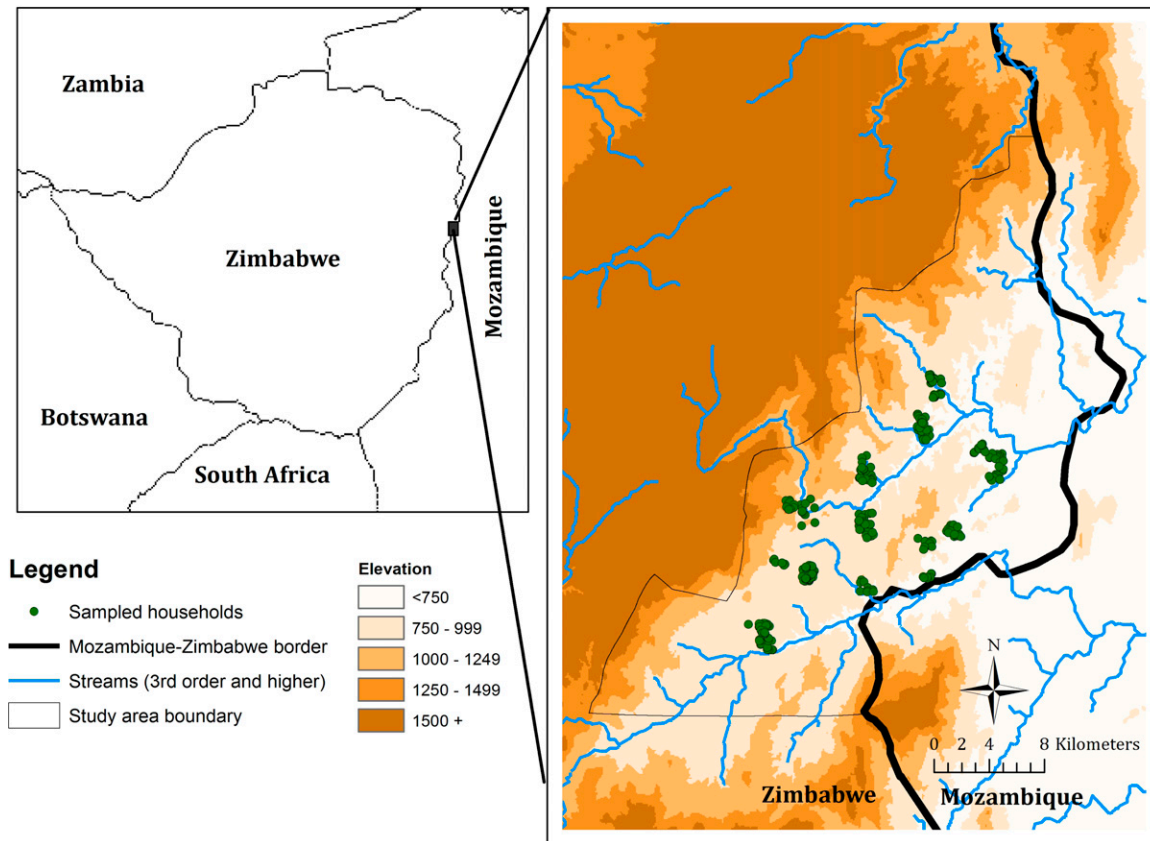 Zambia
Zimbabwe
Mozambique
Botswana
South Africa
Legend
Sampled households
Mozambique-Zimbabwe border
Streams (3rd order and higher)
Study area boundary
Elevation
<750
750 - 999
1000 - 1249
1250 - 1499
1500 +
N
0 2 4 8 Kilometers
Zimbabwe Mozambique